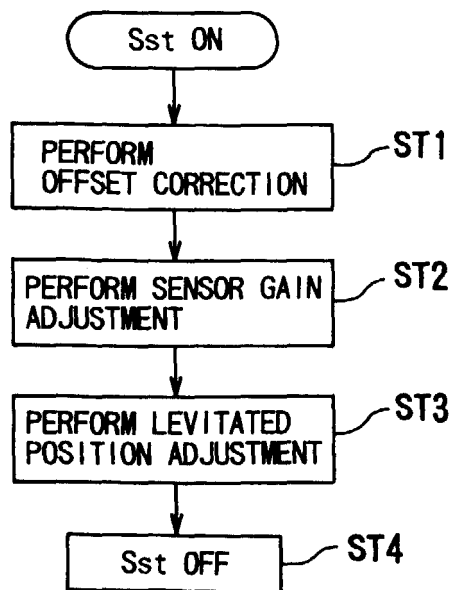 Sst ON
PERFORM
OFFSET CORRECTION
ST1
PERFORM SENSOR GAIN
ADJUSTMENT
ST2
PERFORM LEVITATED
POSITION ADJUSTMENT
ST3
Sst OFF
ST4